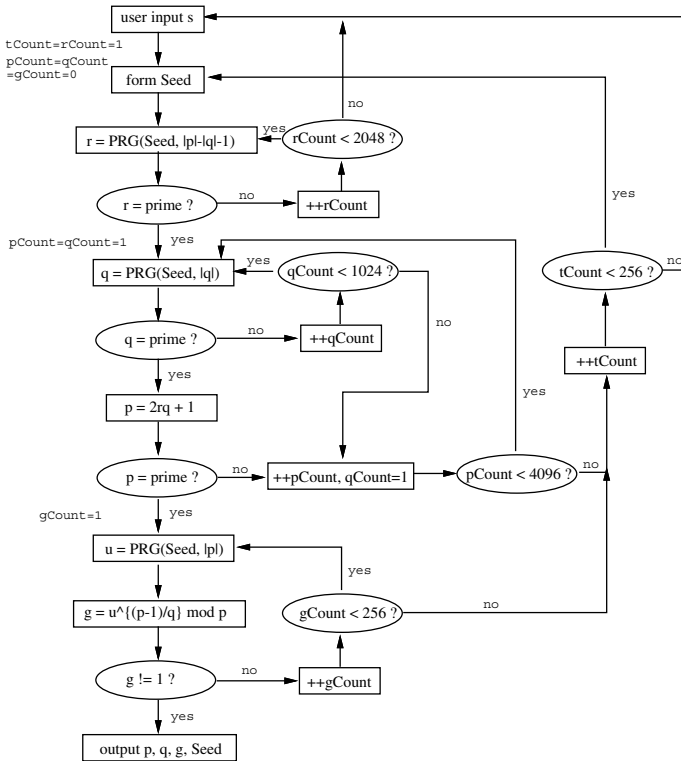 user input s
tCount=rCount=1
pCount=qCount
=gCount=0
form Seed
no
yes
r = PRG(Seed, |p|-|q|-1)
rCount < 2048 ?
r = prime ?
no
++rCount
yes
yes
pCount=qCount=1
q = PRG(Seed, |q|)
yes
qCount < 1024 ?
tCount < 256 ?
no
q = prime ?
no
++qCount
no
++tCount
yes
yes
p = 2rq + 1
p = prime ?
no
++pCount, qCount=1
pCount < 4096 ?
no
gCount=1
yes
u = PRG(Seed, |p|)
yes
g = u^{(p-1)/q} mod p
gCount < 256 ?
no
g != 1 ?
no
++gCount
yes
output p, q, g, Seed